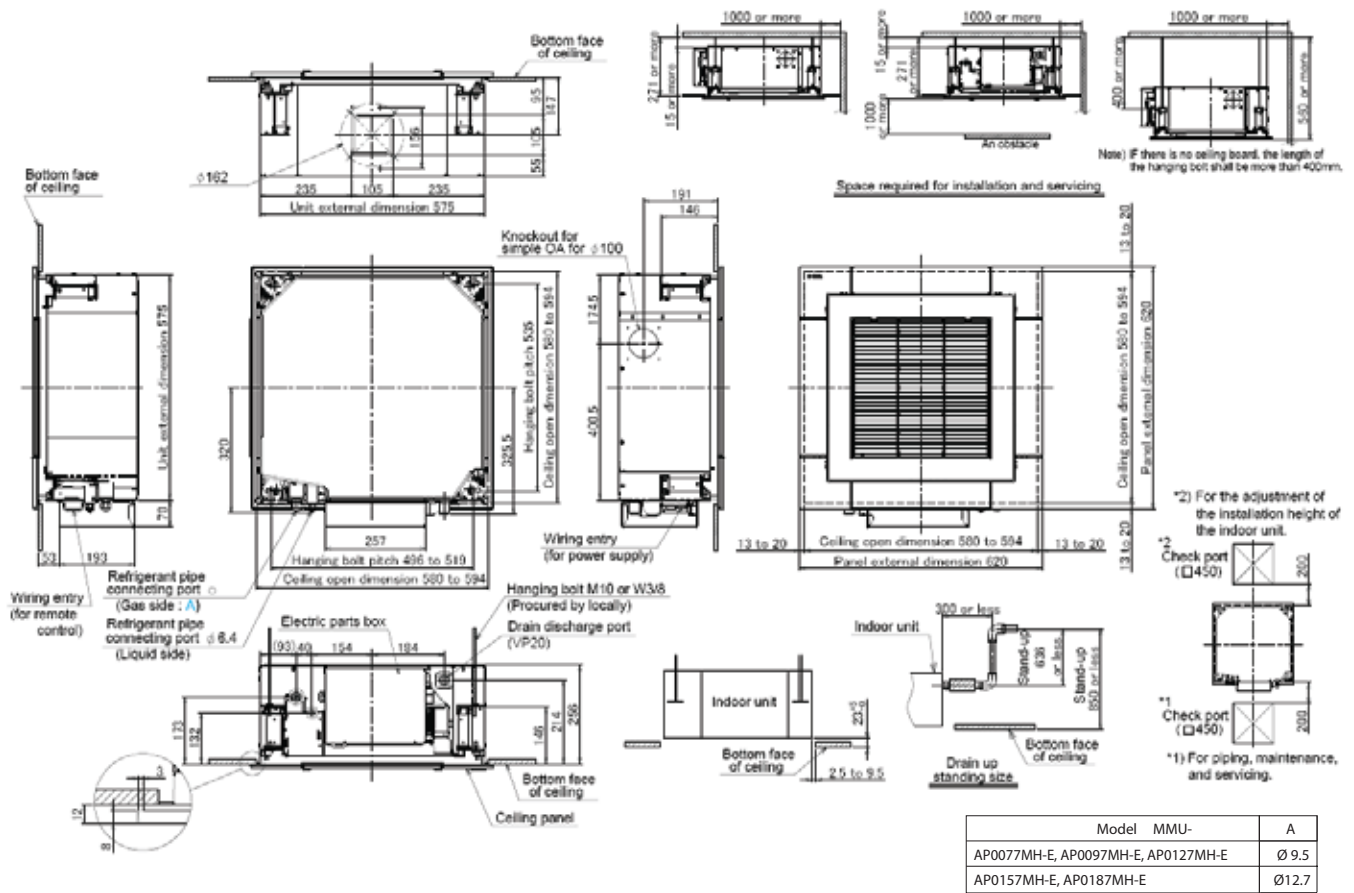 Bottom face
of ceiling
95
147
156
105
55
ϕ162
235
105
235
Unit external dimension 575
1000 or more
271 or more
15 or more
1000 or more
15 or more
271
or more
1000
or more
An obstacle
1000 or more
400 or more
560 or more
Note) IF there is no ceiling board, the length of
the hanging bolt shall be more than 400mm.
Space required for installation and servicing
Bottom face
of ceiling
Unit external dimension 575
70
53
193
Wiring entry
(for remote
control)
320
Hanging bolt pitch 535
Ceiling open dimension 580 to 594
325.5
257
Hanging bolt pitch 496 to 519
Ceiling open dimension 580 to 594
Refrigerant pipe
connecting port
(Gas side : A)
Refrigerant pipe
connecting port ϕ 6.4
(Liquid side)
191
146
Knockout for
simple OA for ϕ100
174.5
400.5
Wiring entry
(for power supply)
13 to 20
Ceiling open dimension 580 to 594
Panel external dimension 620
13 to 20
13 to 20
Ceiling open dimension 580 to 594
13 to 20
Panel external dimension 620
*2) For the adjustment of
the installation height of
the indoor unit.
*2
Check port
(□450)
200
*1
Check port
(□450)
200
*1) For piping, maintenance,
and servicing.
Hanging bolt M10 or W3/8
(Procured by locally)
Electric parts box
Drain discharge port
(VP20)
(93)
40
154
184
173
132
146
214
256
Bottom face
of ceiling
Ceiling panel
3
12
8
Indoor unit
Bottom face
of ceiling
2.5 to 9.5
300 or less
Indoor unit
Stand-up
636
or less
Stand-up
850 or less
Bottom face
of ceiling
Drain up
standing size
Model MMU- A
AP0077MH-E, AP0097MH-E, AP0127MH-E Ø 9.5
AP0157MH-E, AP0187MH-E Ø12.7